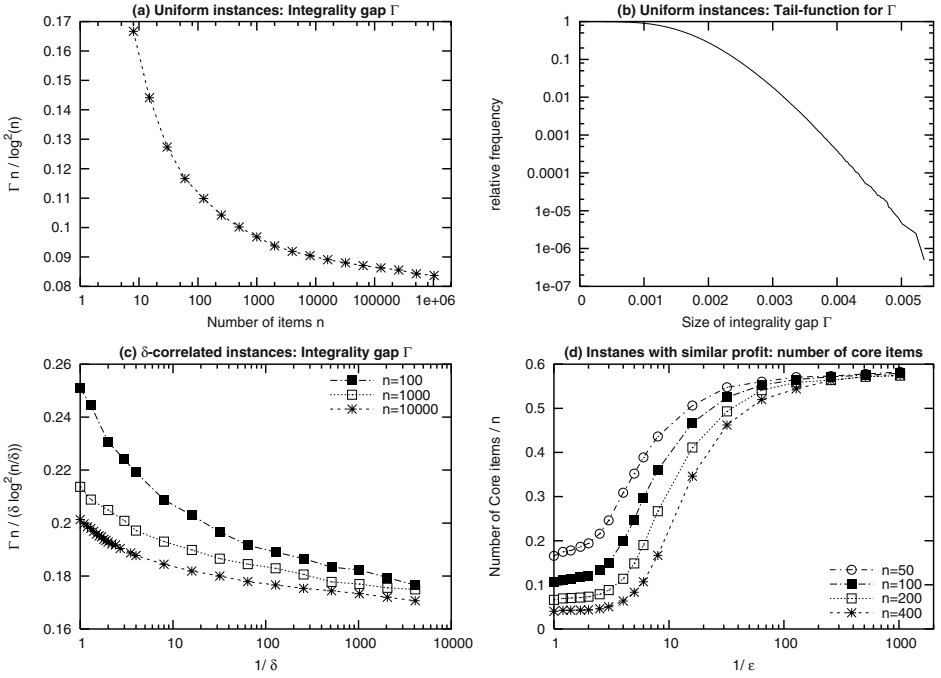 (a) Uniform instances: Integrality gap Γ
0.17
0.16
0.15
0.14
0.13
0.12
0.11
0.1
0.09
0.08
Γ n / log²(n)
1
10
100
1000
10000
100000
1e+06
Number of items n
(b) Uniform instances: Tail-function for Γ
1
0.1
0.01
0.001
0.0001
1e-05
1e-06
1e-07
relative frequency
0
0.001
0.002
0.003
0.004
0.005
Size of integrality gap Γ
(c) δ-correlated instances: Integrality gap Γ
0.26
0.24
0.22
0.2
0.18
0.16
Γ n / (δ log²(n/δ))
n=100
n=1000
n=10000
1
10
100
1000
10000
1/ δ
(d) Instanes with similar profit: number of core items
0.6
0.5
0.4
0.3
0.2
0.1
0
Number of Core items / n
n=50
n=100
n=200
n=400
1
10
100
1000
1/ ε